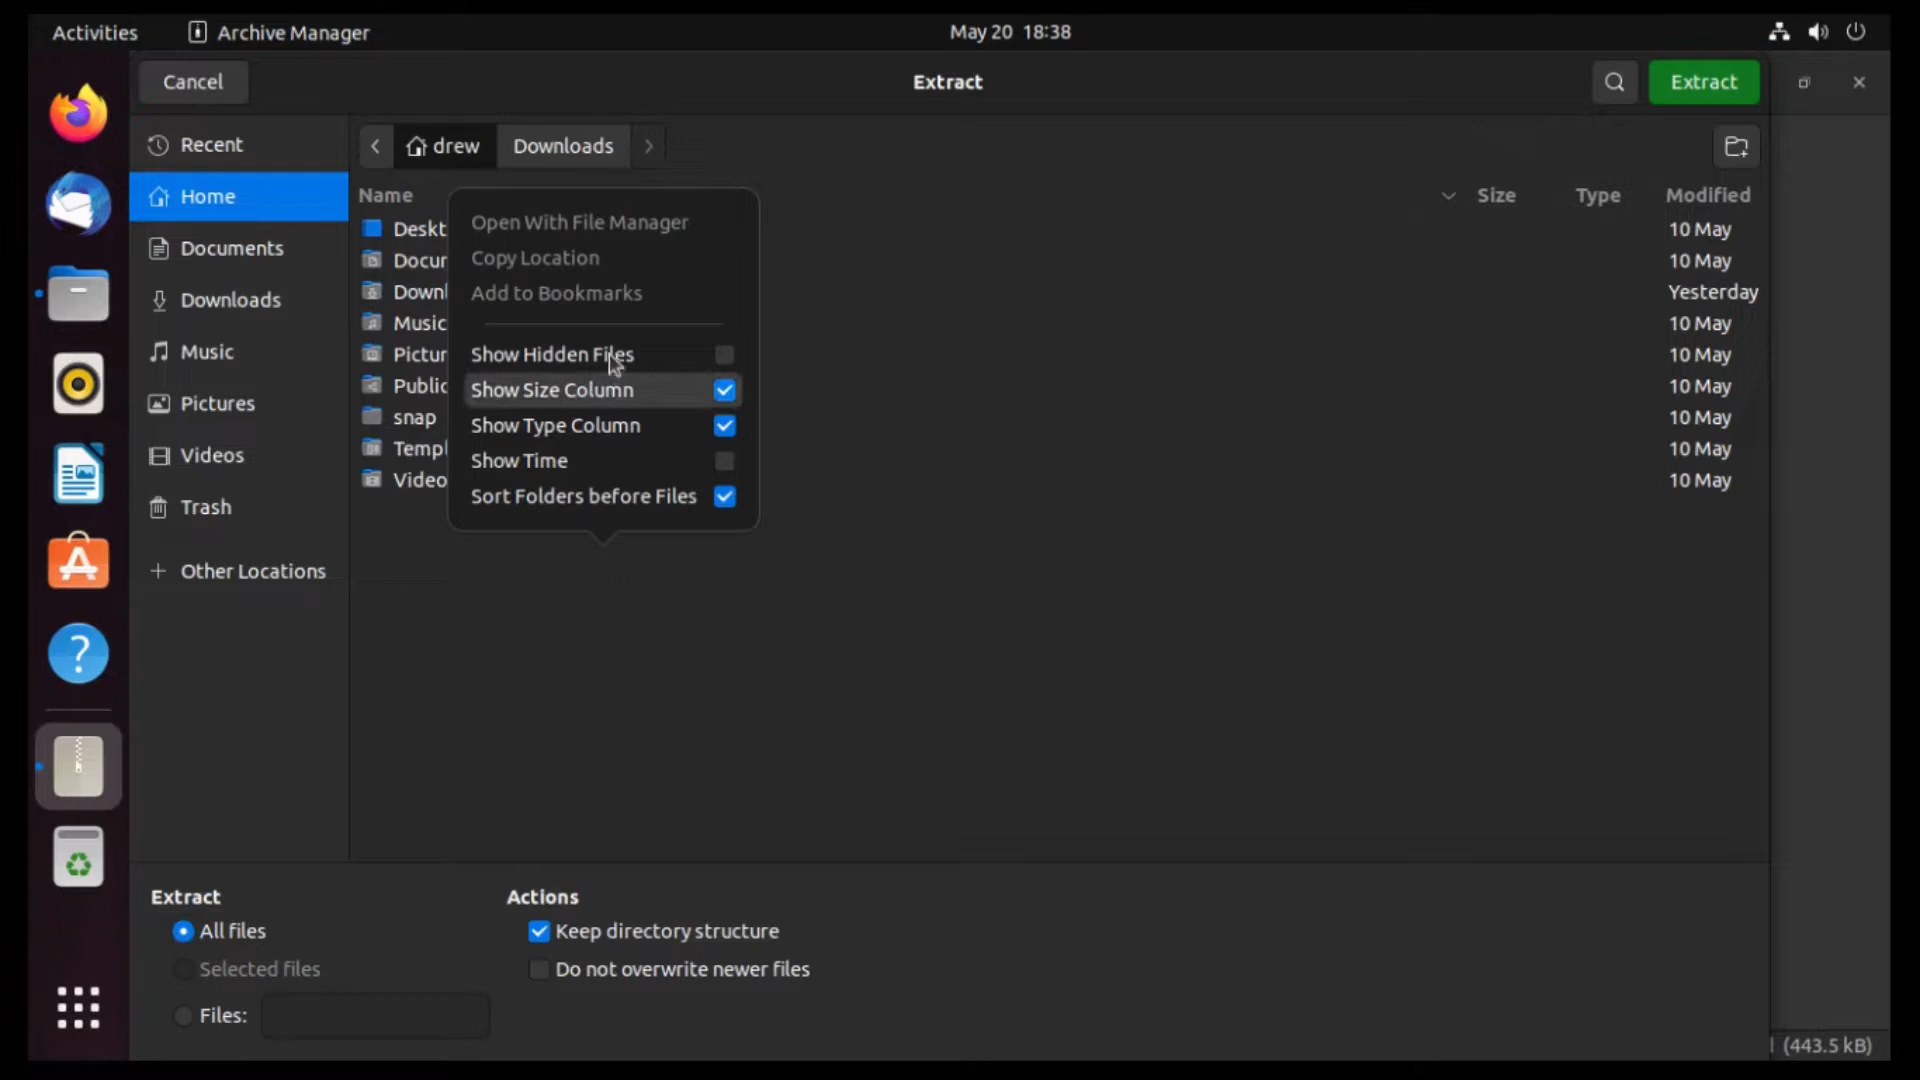 Activities Archive Manager May 20 18:38
Cancel Extract Extract
Recent
Home
Documents
Downloads
Music
Pictures
Videos
Trash
Other Locations
drew Downloads
Name Size Type Modified
Deskt 10 May
Docur 10 May
Downl Yesterday
Music 10 May
Pictur 10 May
Public 10 May
snap 10 May
Templ 10 May
Video 10 May
Open With File Manager
Copy Location
Add to Bookmarks
Show Hidden Files
Show Size Column
Show Type Column
Show Time
Sort Folders before Files
Extract
All files
Selected files
Files:
Actions
Keep directory structure
Do not overwrite newer files
(443.5 kB)